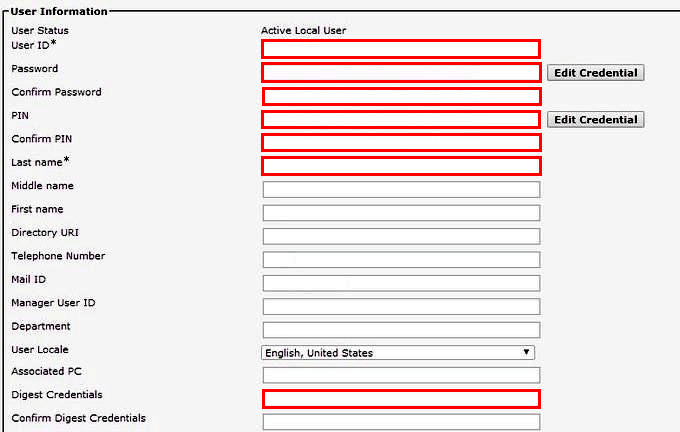 User Information
User Status Active Local User
User ID*
Password Edit Credential
Confirm Password
PIN Edit Credential
Confirm PIN
Last name*
Middle name
First name
Directory URI
Telephone Number
Mail ID
Manager User ID
Department
User Locale English, United States
Associated PC
Digest Credentials
Confirm Digest Credentials